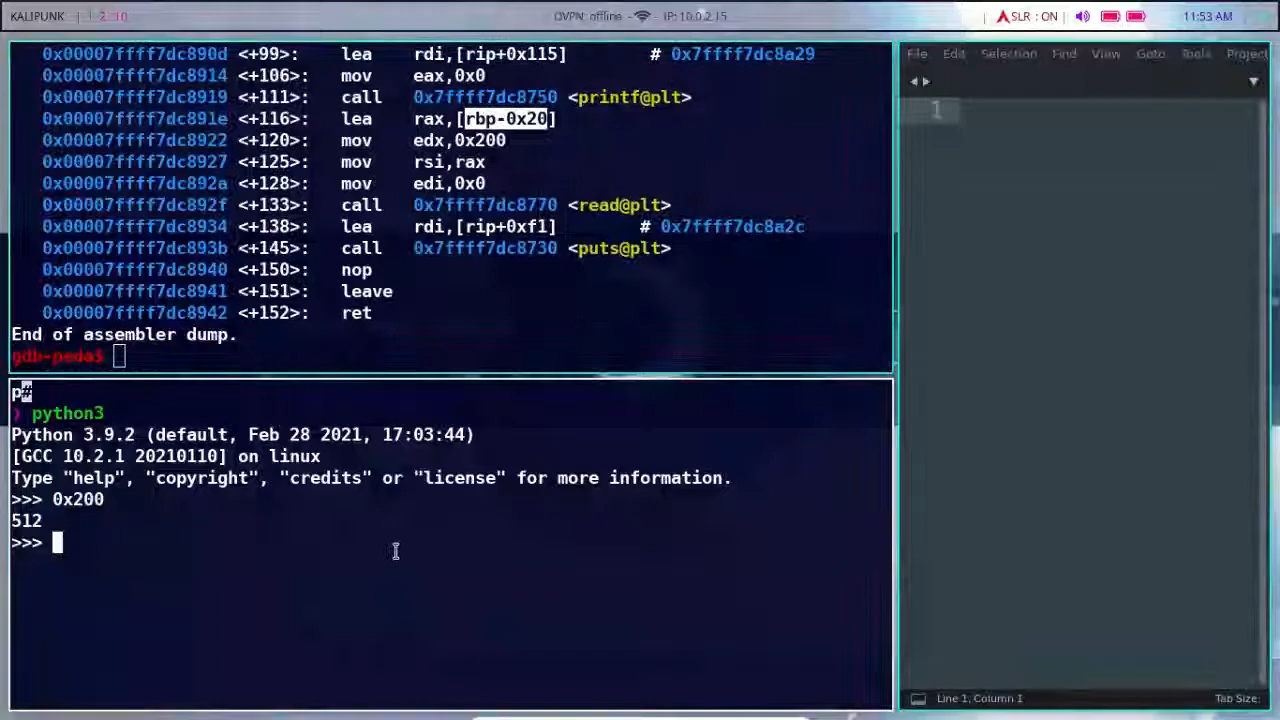 KALIPUNK | 2: 10 OVPN: offline - IP: 10.0.2.15 | ASLR : ON 11:53 AM
0x00007ffff7dc890d <+99>: lea rdi,[rip+0x115] # 0x7ffff7dc8a29
0x00007ffff7dc8914 <+106>: mov eax,0x0
0x00007ffff7dc8919 <+111>: call 0x7ffff7dc8750 <printf@plt>
0x00007ffff7dc891e <+116>: lea rax,[rbp-0x20]
0x00007ffff7dc8922 <+120>: mov edx,0x200
0x00007ffff7dc8927 <+125>: mov rsi,rax
0x00007ffff7dc892a <+128>: mov edi,0x0
0x00007ffff7dc892f <+133>: call 0x7ffff7dc8770 <read@plt>
0x00007ffff7dc8934 <+138>: lea rdi,[rip+0xf1] # 0x7ffff7dc8a2c
0x00007ffff7dc893b <+145>: call 0x7ffff7dc8730 <puts@plt>
0x00007ffff7dc8940 <+150>: nop
0x00007ffff7dc8941 <+151>: leave
0x00007ffff7dc8942 <+152>: ret
End of assembler dump.
gdb-peda$
p#
) python3
Python 3.9.2 (default, Feb 28 2021, 17:03:44)
[GCC 10.2.1 20210110] on linux
Type "help", "copyright", "credits" or "license" for more information.
>>> 0x200
512
>>>
File Edit Selection Find View Goto Tools Project
1
Line 1, Column 1 Tab Size: